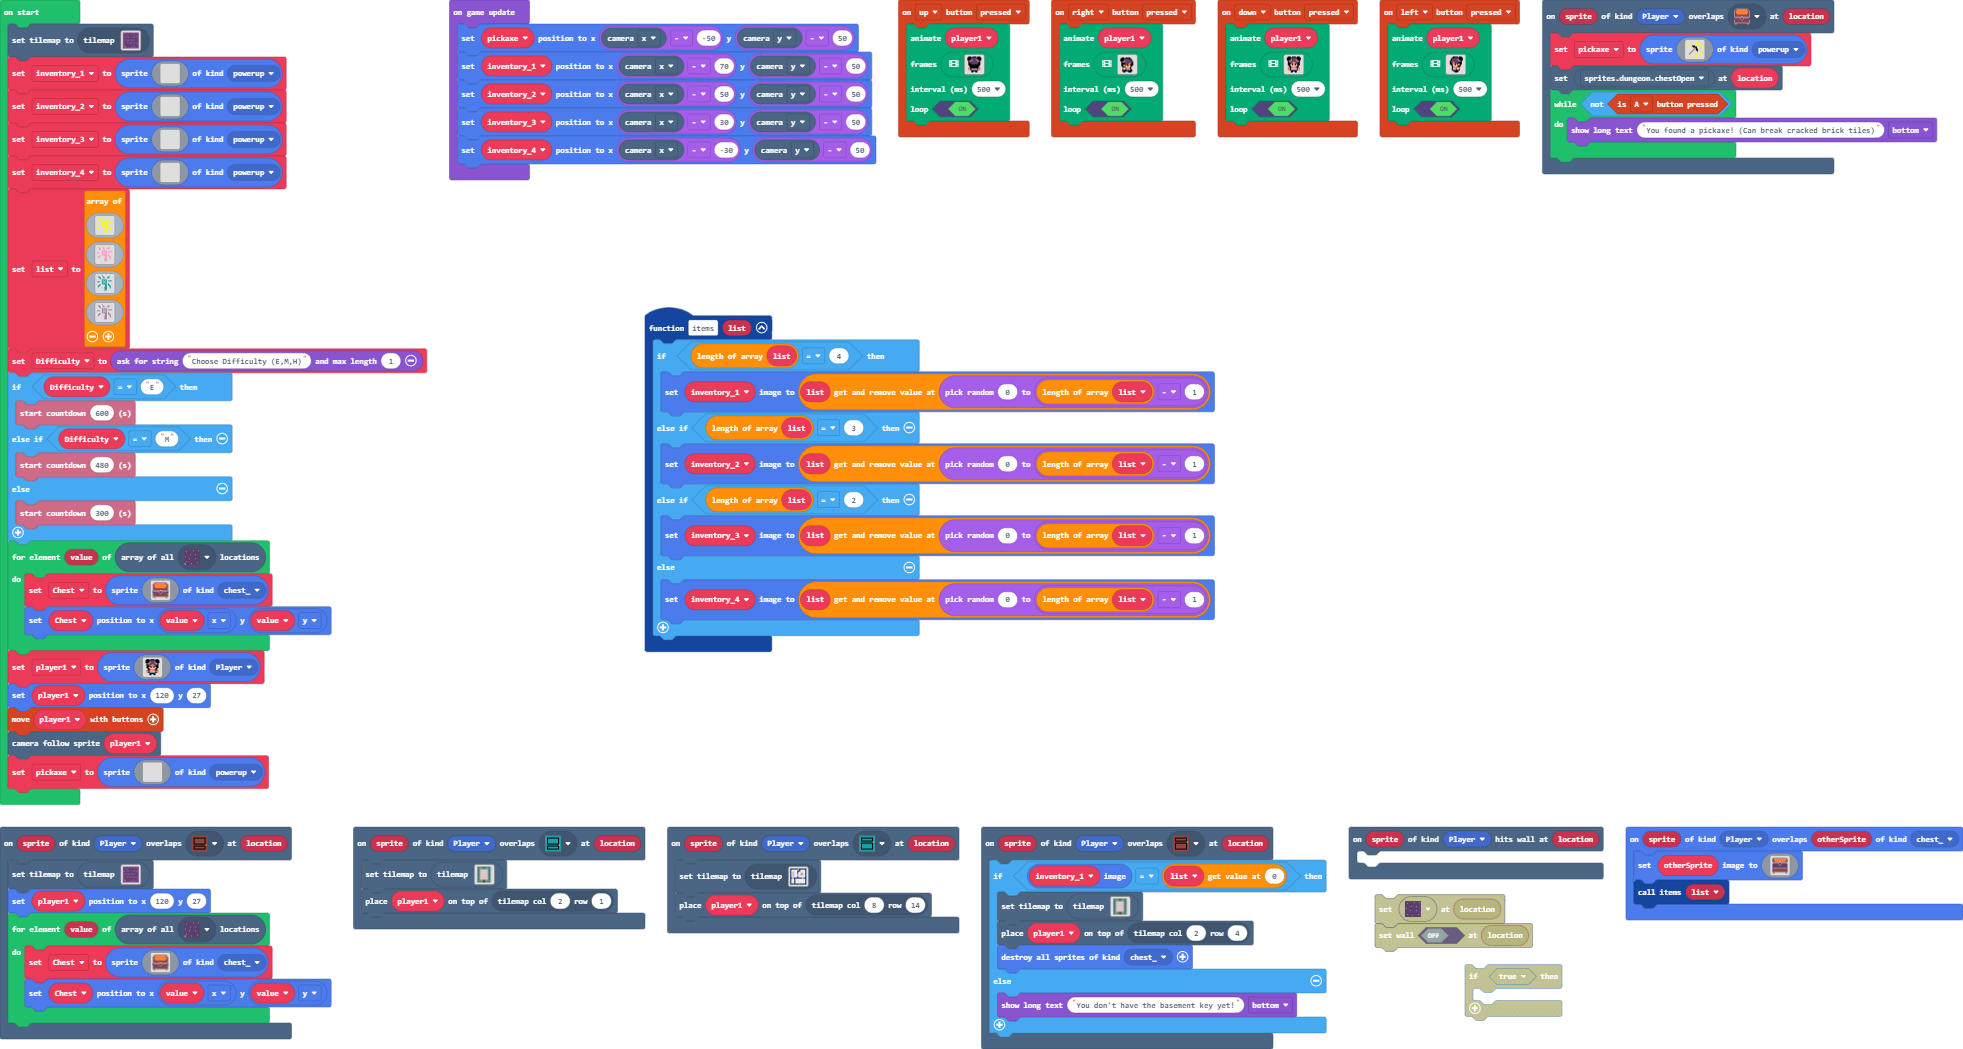 on start
set tilemap to tilemap
set inventory_1 to sprite of kind powerup
set inventory_2 to sprite of kind powerup
set inventory_3 to sprite of kind powerup
set inventory_4 to sprite of kind powerup
set list to array of
set Difficulty to ask for string "Choose Difficulty (E,M,H)" and max length 1
if Difficulty = "E" then
start countdown 600 (s)
else if Difficulty = "M" then
start countdown 480 (s)
else
start countdown 300 (s)
for element value of array of all locations
do
set Chest to sprite of kind chest_
set Chest position to x value x y value y
set player1 to sprite of kind Player
set player1 position to x 120 y 27
move player1 with buttons
camera follow sprite player1
set pickaxe to sprite of kind powerup
on game update
set pickaxe position to x camera x - -50 y camera y - 50
set inventory_1 position to x camera x - 70 y camera y - 50
set inventory_2 position to x camera x - 50 y camera y - 50
set inventory_3 position to x camera x - 30 y camera y - 50
set inventory_4 position to x camera x - -30 y camera y - 50
on up button pressed
animate player1
frames
interval (ms) 500
loop ON
on right button pressed
animate player1
frames
interval (ms) 500
loop ON
on down button pressed
animate player1
frames
interval (ms) 500
loop ON
on left button pressed
animate player1
frames
interval (ms) 500
loop ON
on sprite of kind Player overlaps at location
set pickaxe to sprite of kind powerup
set sprites.dungeon.chestOpen at location
while not is A button pressed
do show long text "You found a pickaxe! (Can break cracked brick tiles)" bottom
function items list
if length of array list = 4 then
set inventory_1 image to list get and remove value at pick random 0 to length of array list - 1
else if length of array list = 3 then
set inventory_2 image to list get and remove value at pick random 0 to length of array list - 1
else if length of array list = 2 then
set inventory_3 image to list get and remove value at pick random 0 to length of array list - 1
else
set inventory_4 image to list get and remove value at pick random 0 to length of array list - 1
on sprite of kind Player overlaps at location
set tilemap to tilemap
set player1 position to x 120 y 27
for element value of array of all locations
do
set Chest to sprite of kind chest_
set Chest position to x value x y value y
on sprite of kind Player overlaps at location
set tilemap to tilemap
place player1 on top of tilemap col 2 row 1
on sprite of kind Player overlaps at location
set tilemap to tilemap
place player1 on top of tilemap col 8 row 14
on sprite of kind Player overlaps at location
if inventory_1 image = list get value at 0 then
set tilemap to tilemap
place player1 on top of tilemap col 2 row 4
destroy all sprites of kind chest_
else
show long text "You don't have the basement key yet!" bottom
on sprite of kind Player hits wall at location
set at location
set wall OFF at location
if true then
on sprite of kind Player overlaps otherSprite of kind chest_
set otherSprite image to
call items list